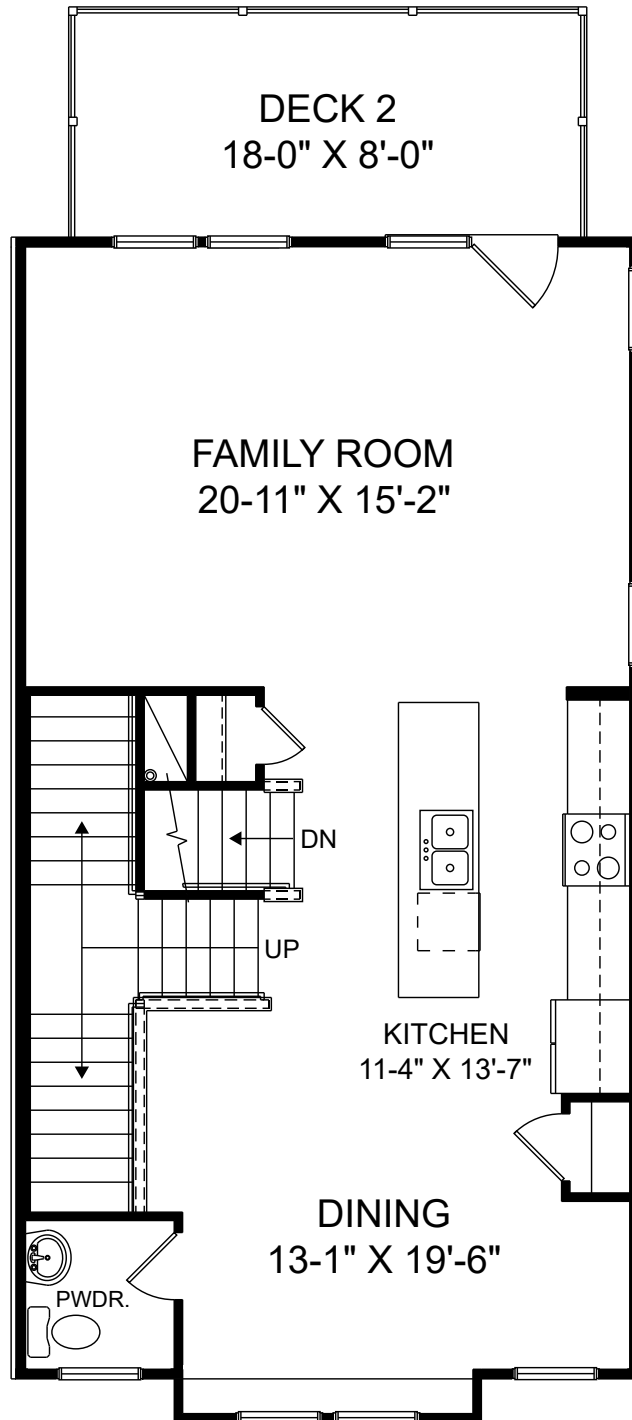 DECK 2
18-0" X 8'-0"
FAMILY ROOM
20-11" X 15'-2"
DN
UP
KITCHEN
11-4" X 13'-7"
DINING
13-1" X 19'-6"
PWDR.